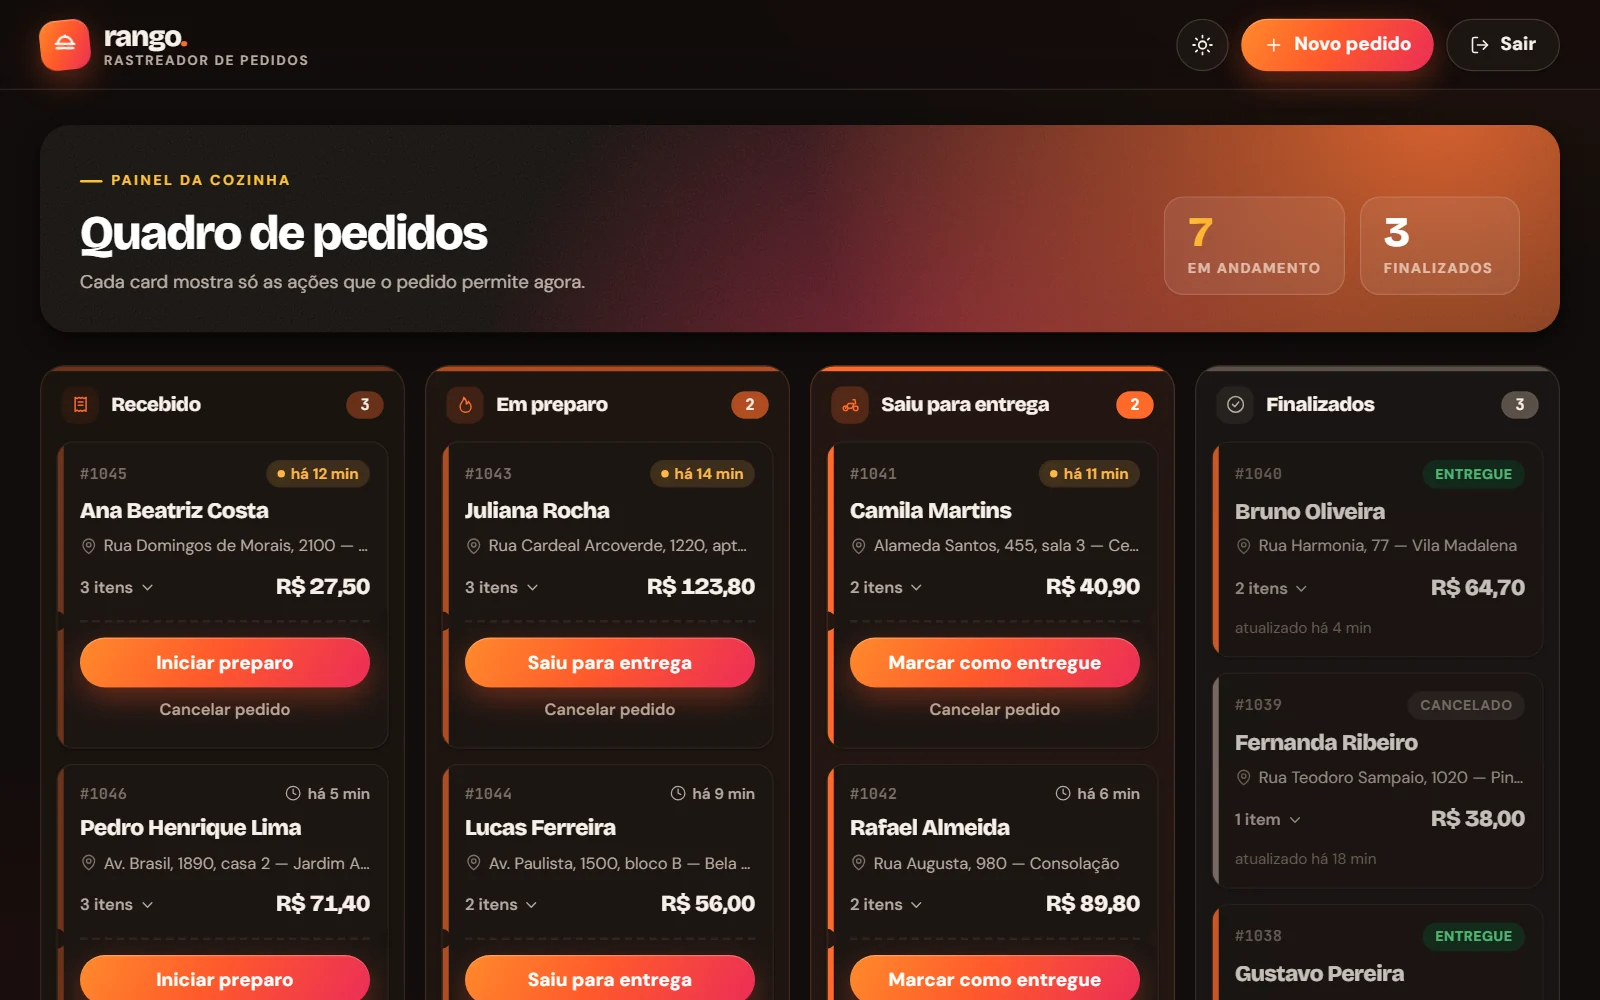 rango.
RASTREADOR DE PEDIDOS
Novo pedido
Sair
PAINEL DA COZINHA
Quadro de pedidos
Cada card mostra só as ações que o pedido permite agora.
7
EM ANDAMENTO
3
FINALIZADOS
Recebido 3
#1045 há 12 min
Ana Beatriz Costa
Rua Domingos de Morais, 2100 — ...
3 itens R$ 27,50
Iniciar preparo
Cancelar pedido
#1046 há 5 min
Pedro Henrique Lima
Av. Brasil, 1890, casa 2 — Jardim A...
3 itens R$ 71,40
Iniciar preparo
Em preparo 2
#1043 há 14 min
Juliana Rocha
Rua Cardeal Arcoverde, 1220, apt...
3 itens R$ 123,80
Saiu para entrega
Cancelar pedido
#1044 há 9 min
Lucas Ferreira
Av. Paulista, 1500, bloco B — Bela ...
2 itens R$ 56,00
Saiu para entrega
Saiu para entrega 2
#1041 há 11 min
Camila Martins
Alameda Santos, 455, sala 3 — Ce...
2 itens R$ 40,90
Marcar como entregue
Cancelar pedido
#1042 há 6 min
Rafael Almeida
Rua Augusta, 980 — Consolação
2 itens R$ 89,80
Marcar como entregue
Finalizados 3
#1040 ENTREGUE
Bruno Oliveira
Rua Harmonia, 77 — Vila Madalena
2 itens R$ 64,70
atualizado há 4 min
#1039 CANCELADO
Fernanda Ribeiro
Rua Teodoro Sampaio, 1020 — Pin...
1 item R$ 38,00
atualizado há 18 min
#1038 ENTREGUE
Gustavo Pereira